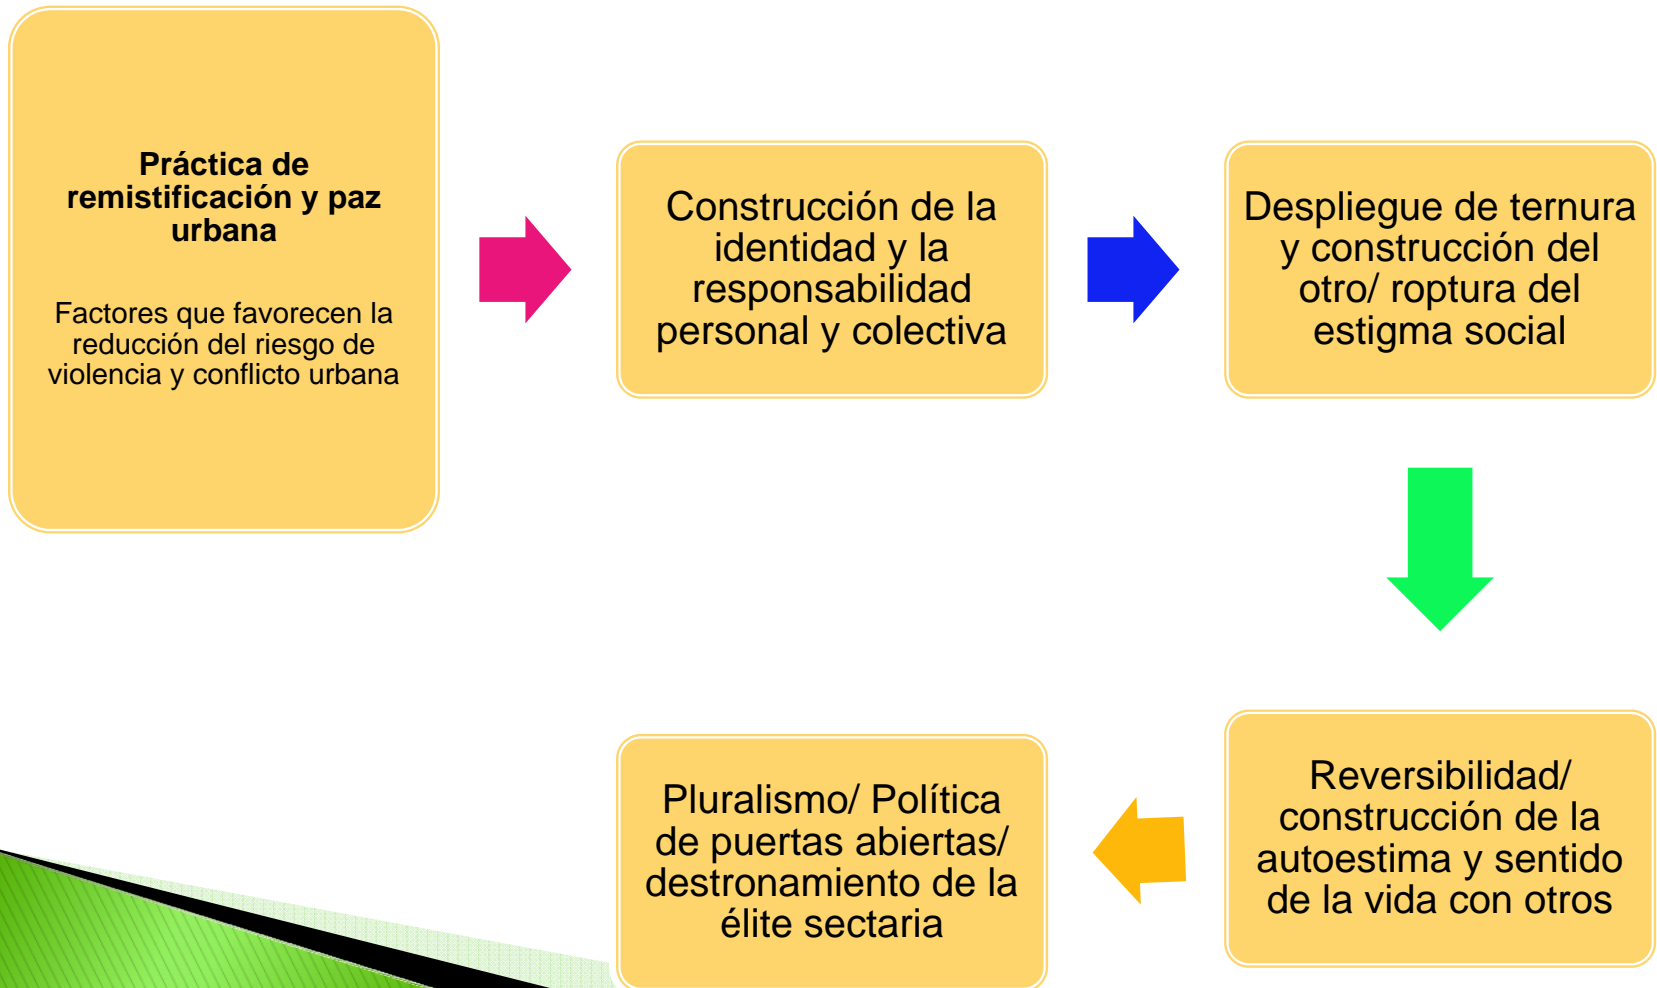 Práctica de
remistificación y paz
urbana
Factores que favorecen la
reducción del riesgo de
violencia y conflicto urbana
Construcción de la
identidad y la
responsabilidad
personal y colectiva
Despliegue de ternura
y construcción del
otro/ roptura del
estigma social
Reversibilidad/
construcción de la
autoestima y sentido
de la vida con otros
Pluralismo/ Política
de puertas abiertas/
destronamiento de la
élite sectaria